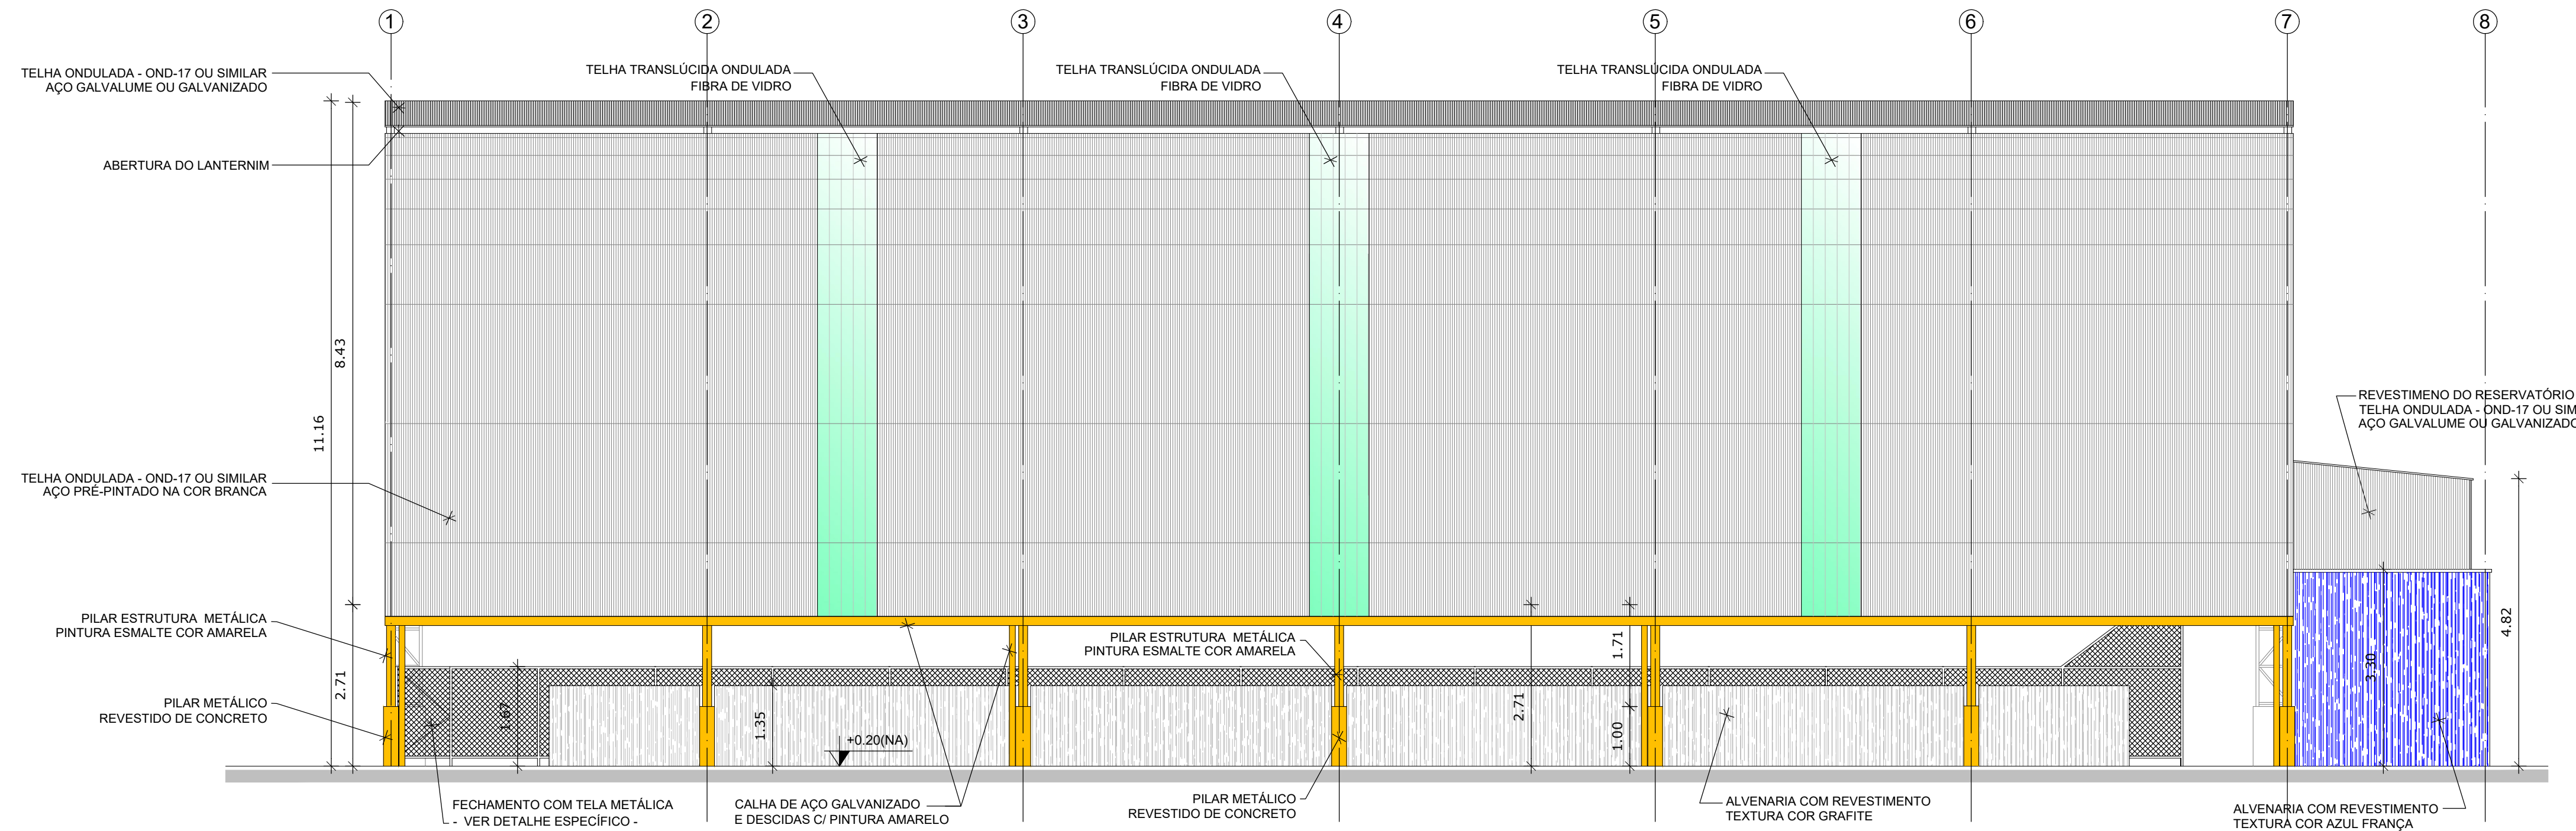 1 2 3 4 5 6 7 8
TELHA ONDULADA - OND-17 OU SIMILAR
AÇO GALVALUME OU GALVANIZADO
TELHA TRANSLÚCIDA ONDULADA
FIBRA DE VIDRO
TELHA TRANSLÚCIDA ONDULADA
FIBRA DE VIDRO
TELHA TRANSLÚCIDA ONDULADA
FIBRA DE VIDRO
ABERTURA DO LANTERNIM
8.43
11.16
REVESTIMENO DO RESERVATÓRIO
TELHA ONDULADA - OND-17 OU SIM
AÇO GALVALUME OU GALVANIZADO
TELHA ONDULADA - OND-17 OU SIMILAR
AÇO PRÉ-PINTADO NA COR BRANCA
PILAR ESTRUTURA METÁLICA
PINTURA ESMALTE COR AMARELA
PILAR ESTRUTURA METÁLICA
PINTURA ESMALTE COR AMARELA
1.71
4.82
3.30
2.71
1.67
1.35
2.71
1.00
PILAR METÁLICO
REVESTIDO DE CONCRETO
+0.20(NA)
FECHAMENTO COM TELA METÁLICA
- VER DETALHE ESPECÍFICO -
CALHA DE AÇO GALVANIZADO
E DESCIDAS C/ PINTURA AMARELO
PILAR METÁLICO
REVESTIDO DE CONCRETO
ALVENARIA COM REVESTIMENTO
TEXTURA COR GRAFITE
ALVENARIA COM REVESTIMENTO
TEXTURA COR AZUL FRANÇA